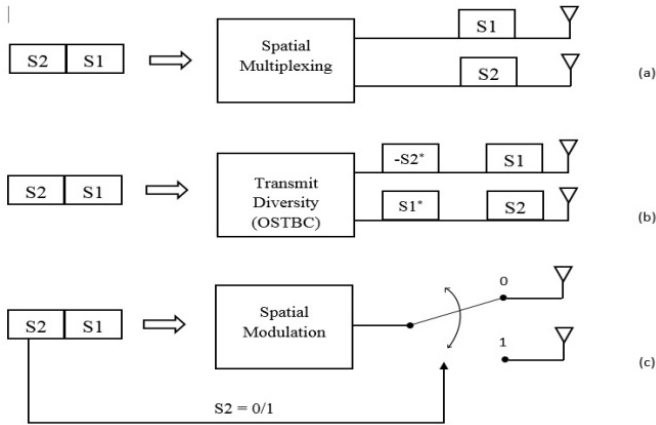 S2 S1
Spatial
Multiplexing
S1
S2
(a)
S2 S1
Transmit
Diversity
(OSTBC)
-S2* S1
S1* S2
(b)
S2 S1
Spatial
Modulation
0
1
(c)
S2 = 0/1